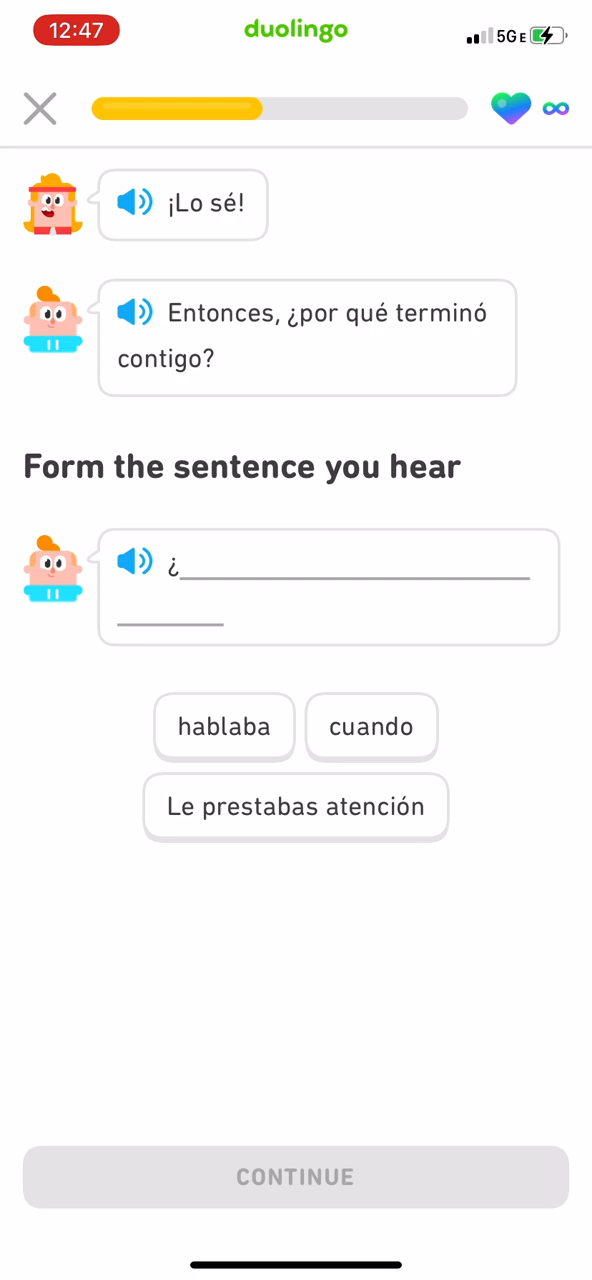 12:47
duolingo
5GE
¡Lo sé!
Entonces, ¿por qué terminó
contigo?
Form the sentence you hear
¿
hablaba
cuando
Le prestabas atención
CONTINUE